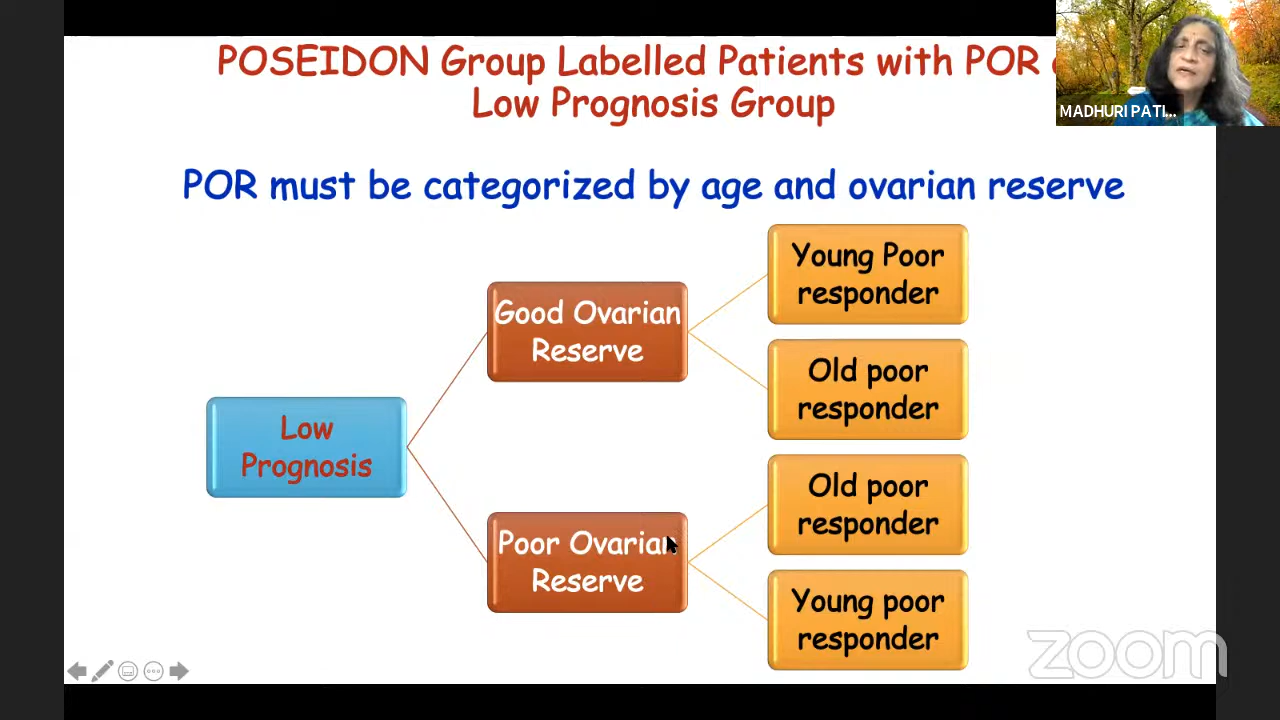 POSEIDON Group Labelled Patients with POR
Low Prognosis Group
MADHURI PATI...
POR must be categorized by age and ovarian reserve
Young Poor
responder
Good Ovarian
Reserve
Old poor
responder
Low
Prognosis
Old poor
responder
Poor Ovarian
Reserve
Young poor
responder
zoom